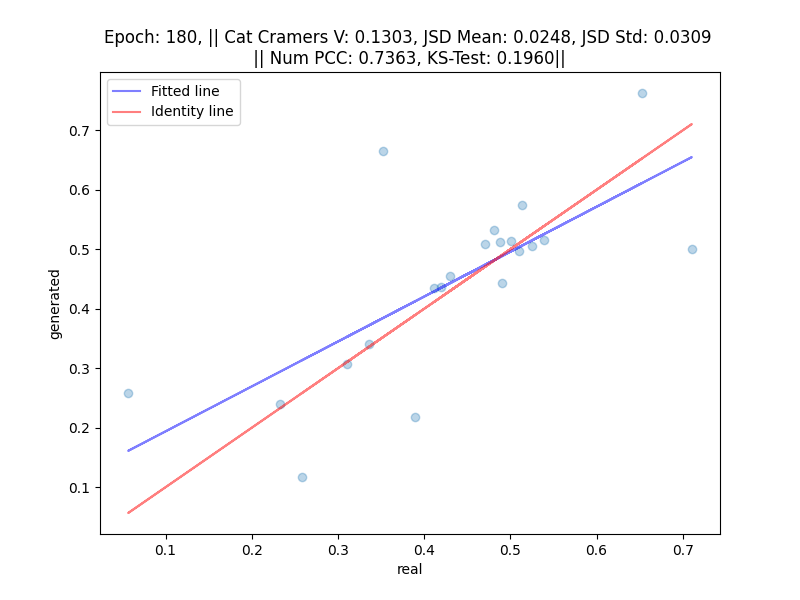 Epoch: 180, || Cat Cramers V: 0.1303, JSD Mean: 0.0248, JSD Std: 0.0309
|| Num PCC: 0.7363, KS-Test: 0.1960||
Fitted line
Identity line
generated
0.7
0.6
0.5
0.4
0.3
0.2
0.1
0.1 0.2 0.3 0.4 0.5 0.6 0.7
real